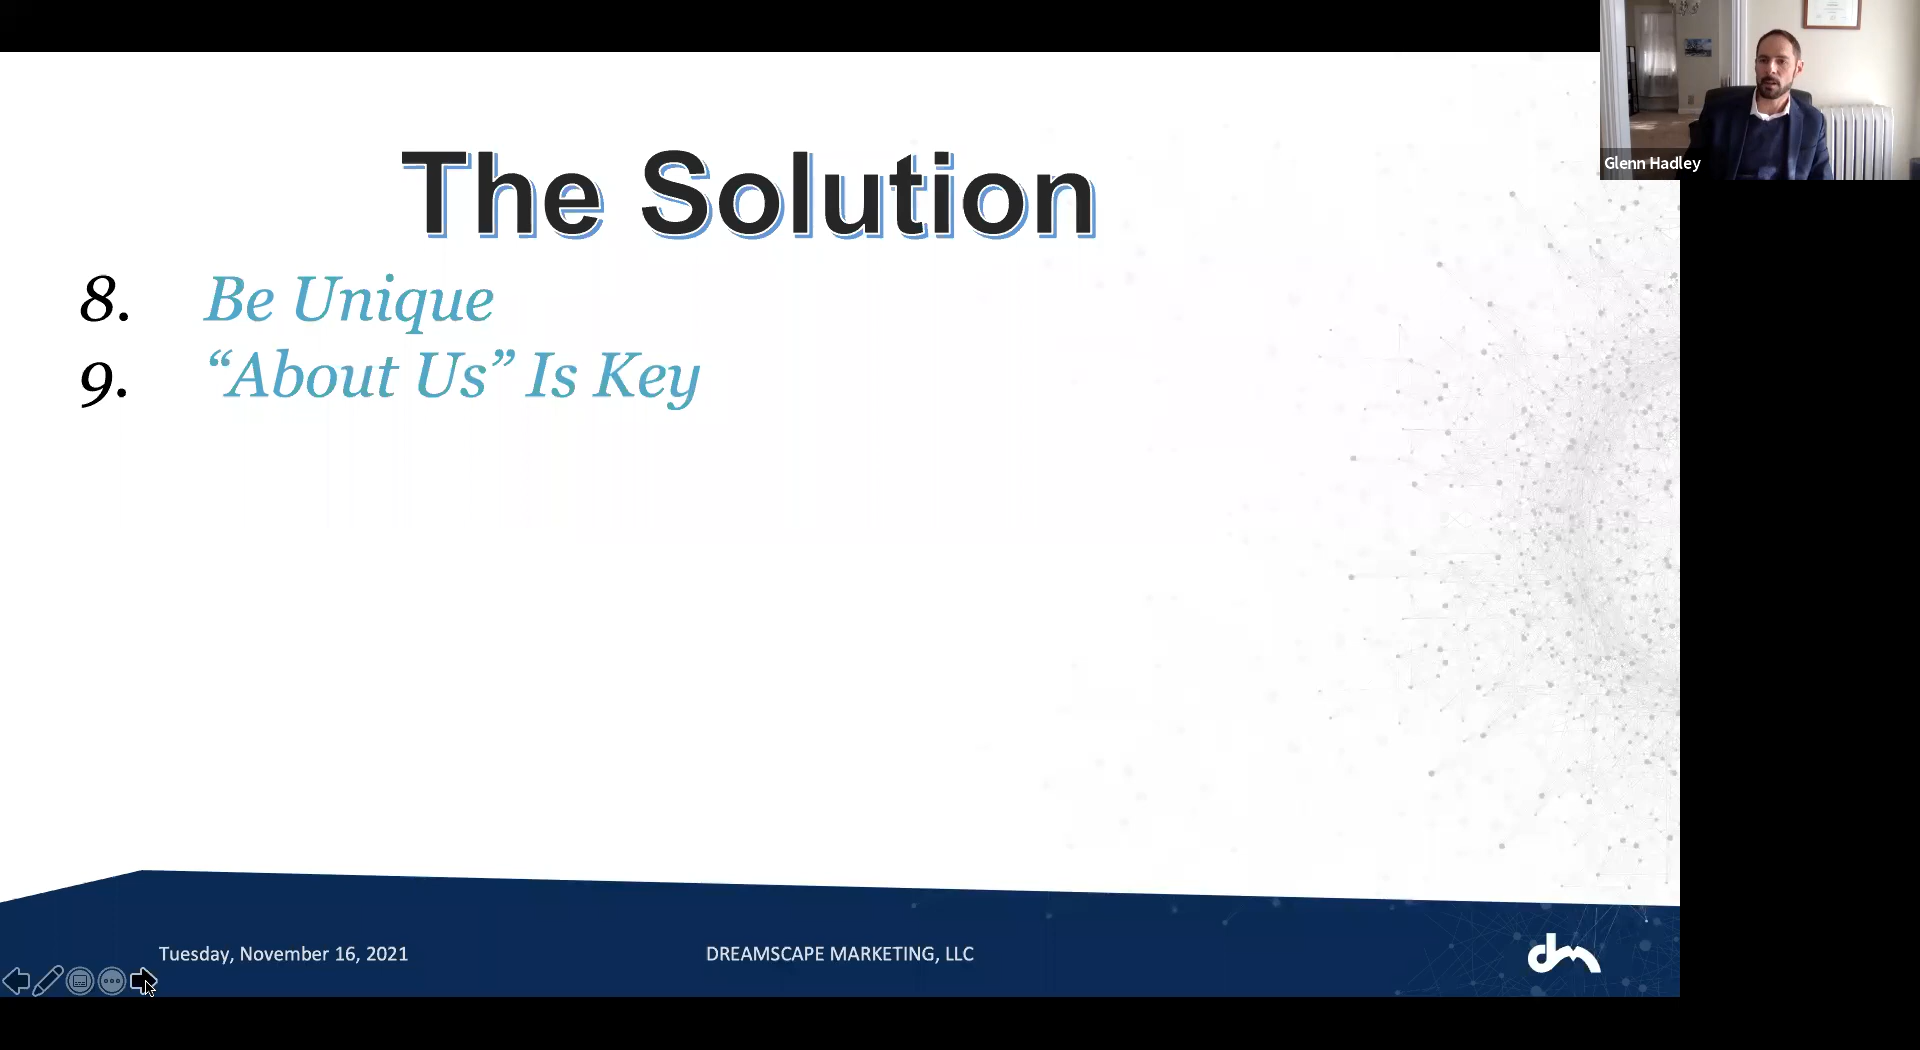 Glenn Hadley
The Solution
8. Be Unique
9. “About Us” Is Key
Tuesday, November 16, 2021
DREAMSCAPE MARKETING, LLC
dm